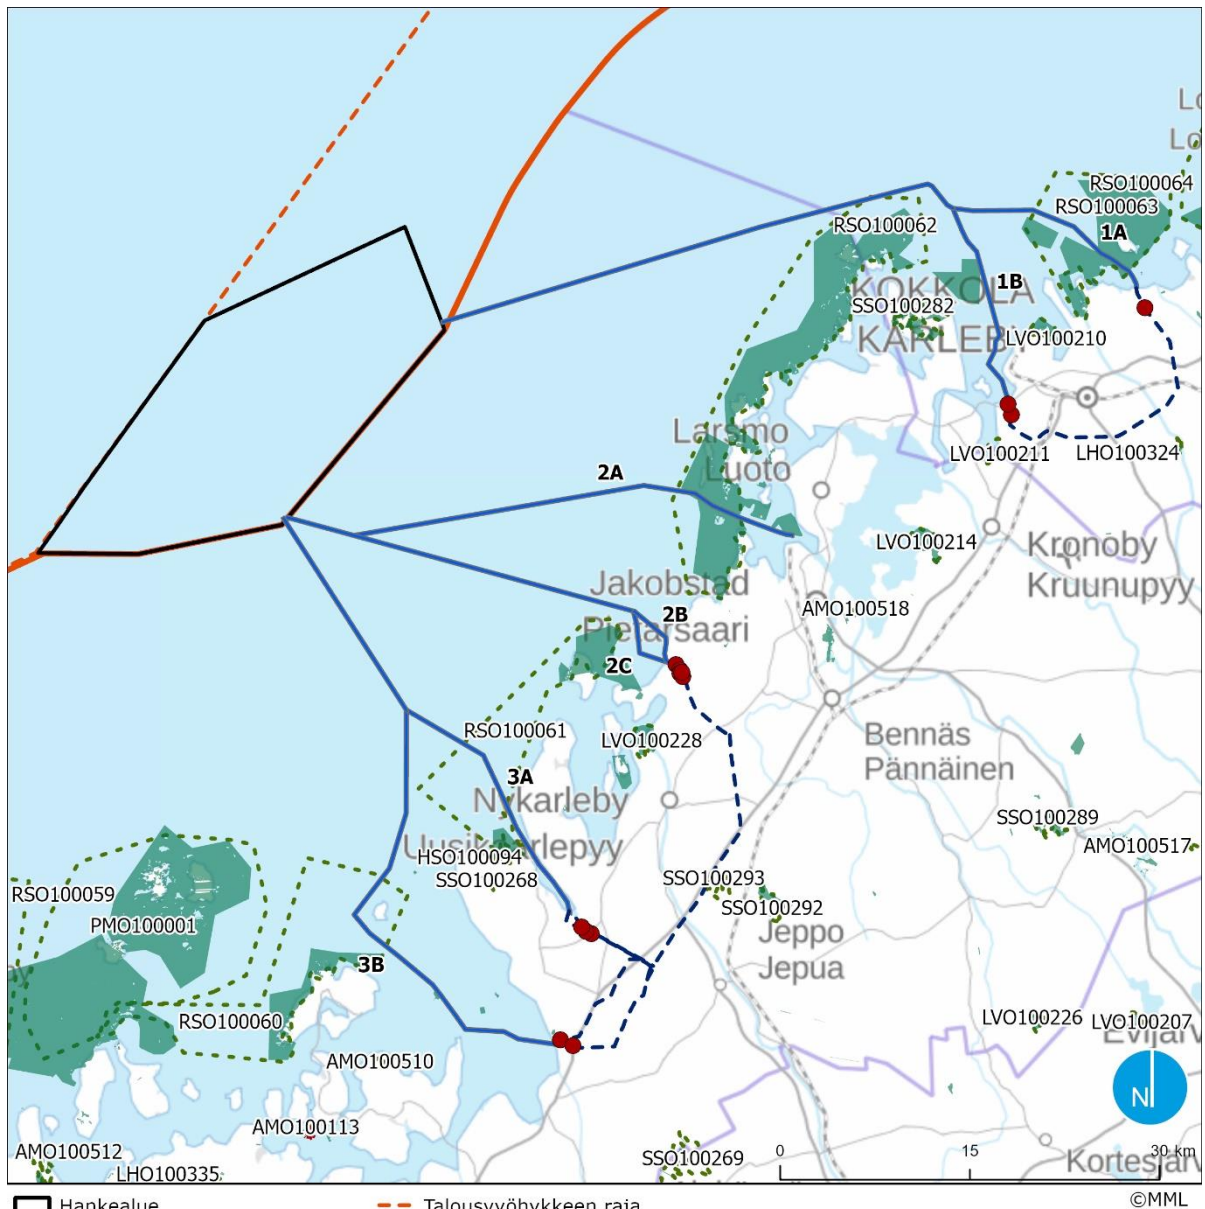 RSO100064
RSO100063
1A
RSO100062
1B
KOKKOLA
SSO100282
KARLEBY
LVO100210
Larsmo
Luoto
LVO100211
LHO100324
2A
LVO100214
Kronoby
Kruunupyy
Jakobstad
AMO100518
2B
Pietarsaari
2C
RSO100061
LVO100228
Bennäs
Pännäinen
3A
Nykarleby
SSO100289
AMO100517
Uusikaarlepyy
HSO100094
SSO100268
SSO100293
SSO100292
RSO100059
PMO100001
Jeppo
Jepua
3B
RSO100060
LVO100226
LVO100207
AMO100510
N
AMO100113
AMO100512
LHO100335
SSO100269
0
15
30 km
©MML
Hankealue
Talousvyöhykkeen raja